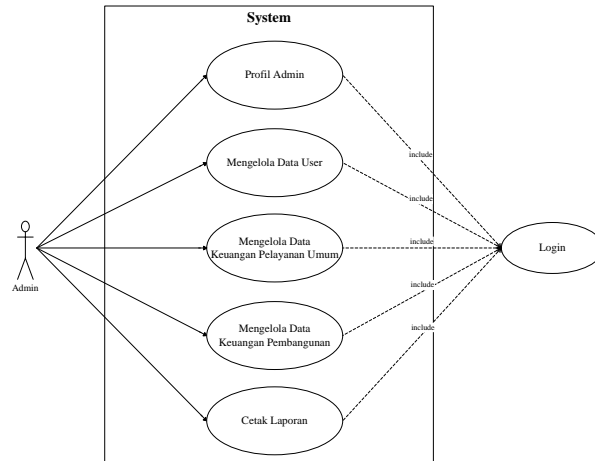 System
Profil Admin
include
Mengelola Data User
include
Mengelola Data
Keuangan Pelayanan Umum
include
Login
Admin
include
Mengelola Data
Keuangan Pembangunan
include
Cetak Laporan